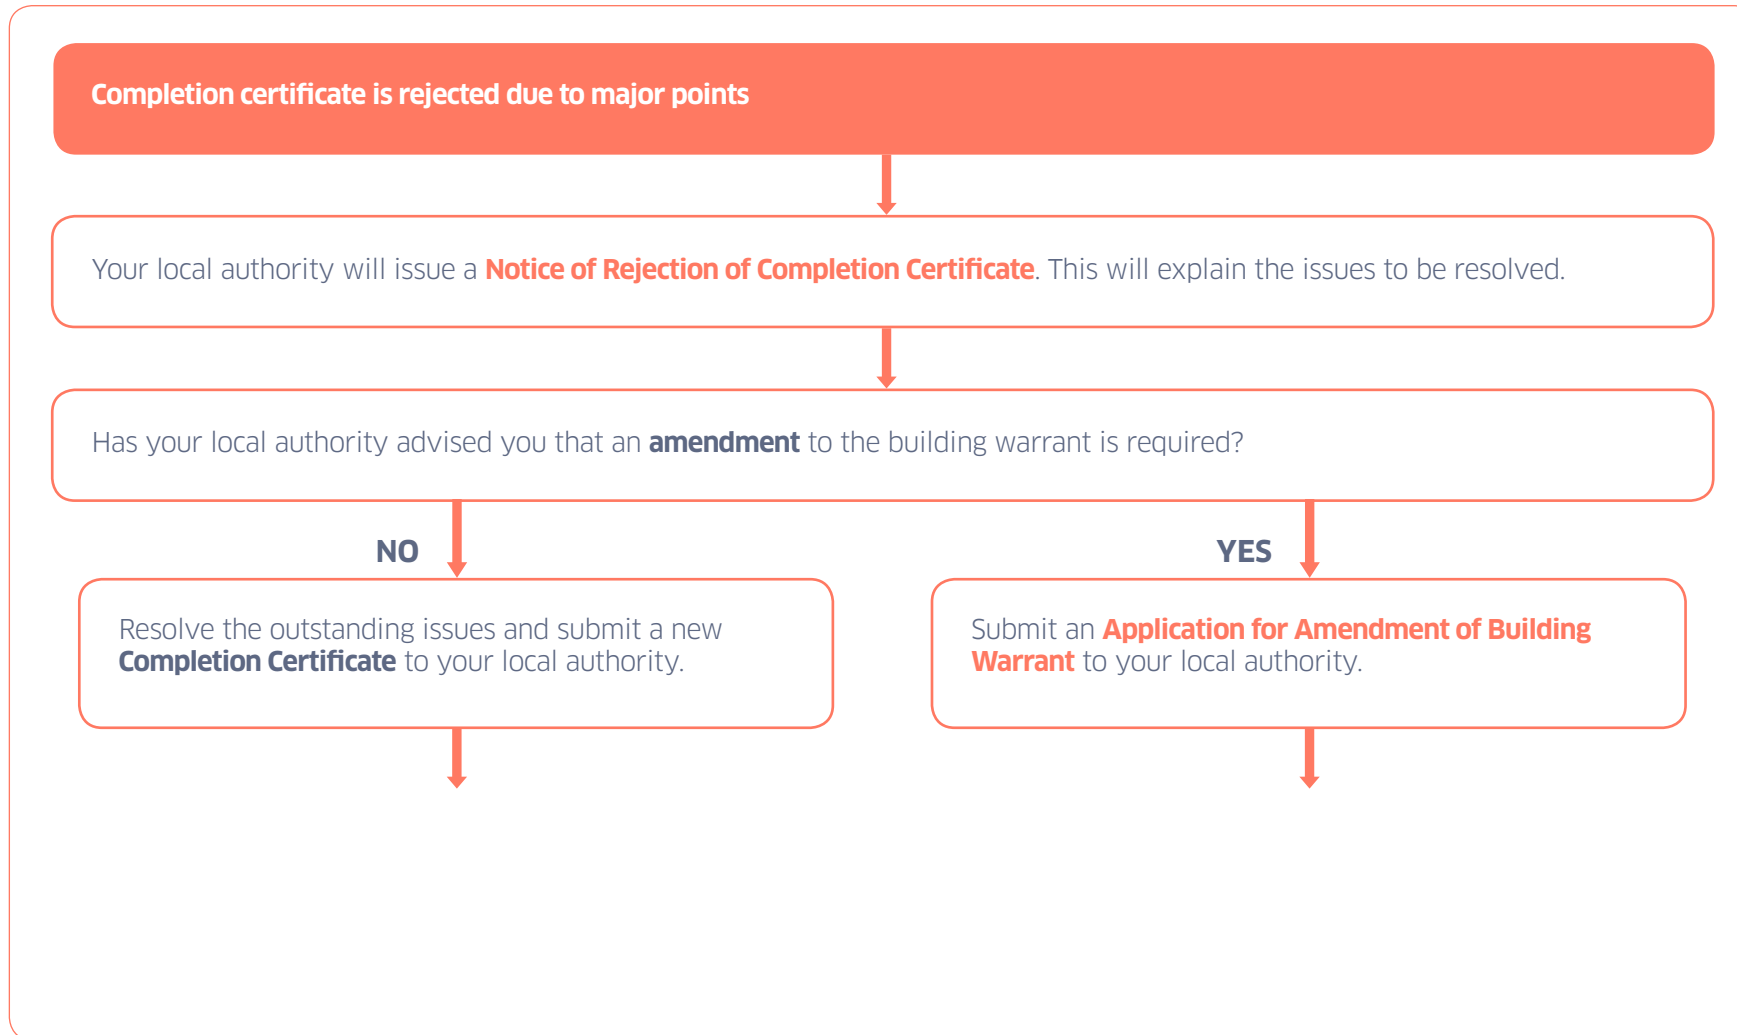 Completion certificate is rejected due to major points
Your local authority will issue a Notice of Rejection of Completion Certificate. This will explain the issues to be resolved.
Has your local authority advised you that an amendment to the building warrant is required?
NO
YES
Resolve the outstanding issues and submit a new
Completion Certificate to your local authority.
Submit an Application for Amendment of Building
Warrant to your local authority.